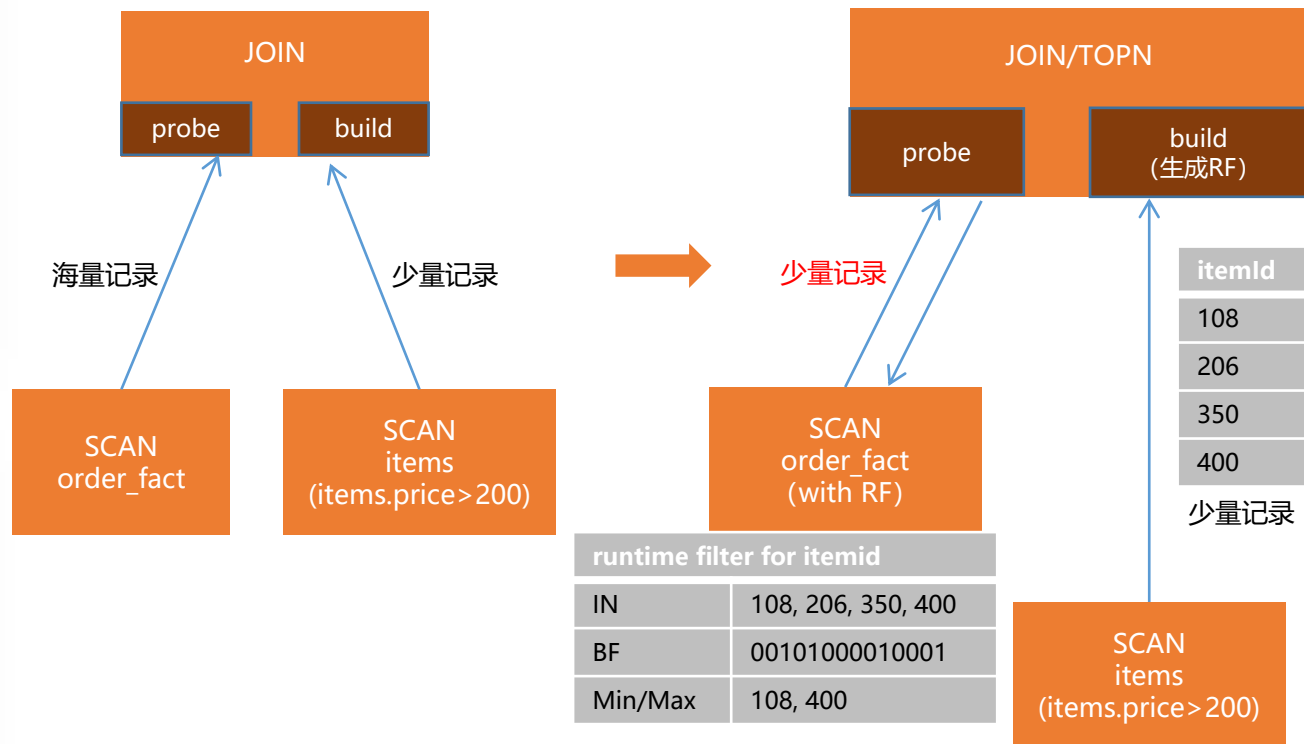 JOIN
probe
build
海量记录
少量记录
SCAN
order_fact
SCAN
items
(items.price>200)
JOIN/TOPN
probe
build
(生成RF)
少量记录
itemId
108
206
350
400
少量记录
SCAN
order_fact
(with RF)
runtime filter for itemid
IN 108, 206, 350, 400
BF 00101000010001
Min/Max 108, 400
SCAN
items
(items.price>200)